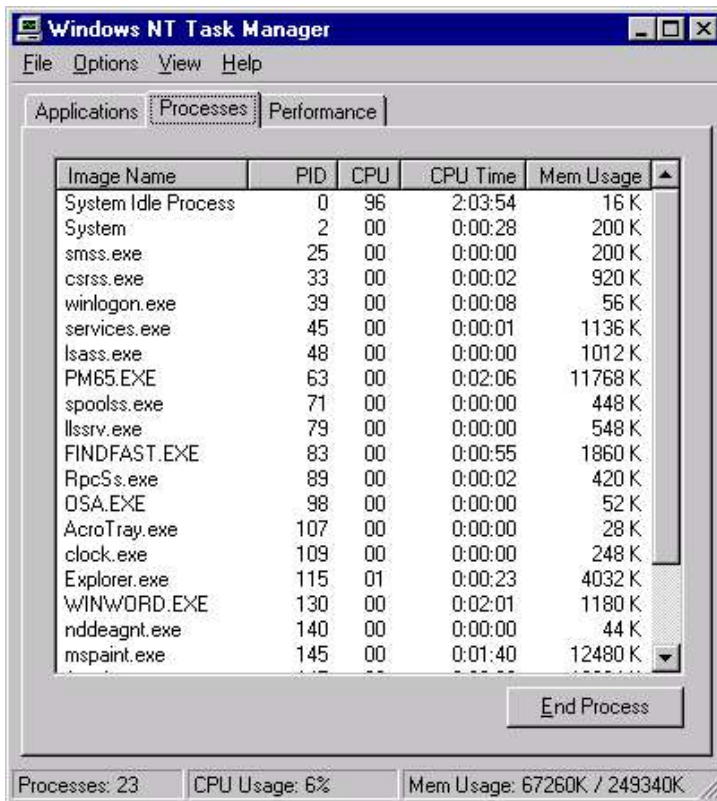 Windows NT Task Manager
File Options View Help
Applications Processes Performance
Image Name PID CPU CPU Time Mem Usage
System Idle Process 0 96 2:03:54 16 K
System 2 00 0:00:28 200 K
smss.exe 25 00 0:00:00 200 K
csrss.exe 33 00 0:00:02 920 K
winlogon.exe 39 00 0:00:08 56 K
services.exe 45 00 0:00:01 1136 K
lsass.exe 48 00 0:00:00 1012 K
PM65.EXE 63 00 0:02:06 11768 K
spoolss.exe 71 00 0:00:00 448 K
llssrv.exe 79 00 0:00:00 548 K
FINDFAST.EXE 83 00 0:00:55 1860 K
RpcSs.exe 89 00 0:00:02 420 K
OSA.EXE 98 00 0:00:00 52 K
AcroTray.exe 107 00 0:00:00 28 K
clock.exe 109 00 0:00:00 248 K
Explorer.exe 115 01 0:00:23 4032 K
WINWORD.EXE 130 00 0:02:01 1180 K
nddeagnt.exe 140 00 0:00:00 44 K
mspaint.exe 145 00 0:01:40 12480 K
End Process
Processes: 23 CPU Usage: 6% Mem Usage: 67260K / 249340K